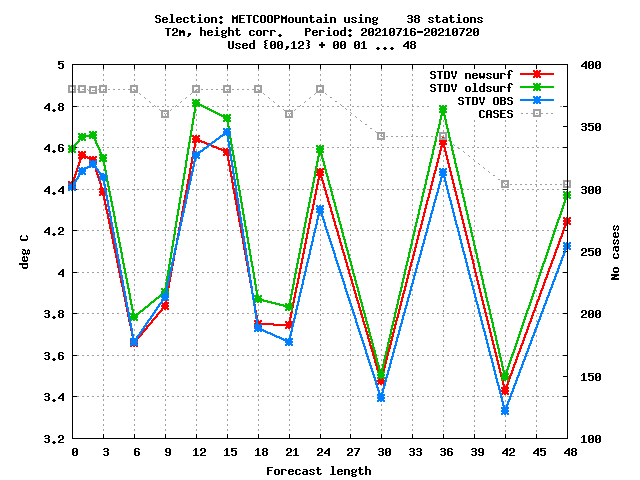 Selection: METCOOPMountain using    38 stations
T2m, height corr.   Period: 20210716-20210720
Used {00,12} + 00 01 ... 48
STDV newsurf
STDV oldsurf
STDV OBS
CASES
5
4.8
4.6
4.4
4.2
4
3.8
3.6
3.4
3.2
deg C
400
350
300
250
200
150
100
No cases
0 3 6 9 12 15 18 21 24 27 30 33 36 39 42 45 48
Forecast length